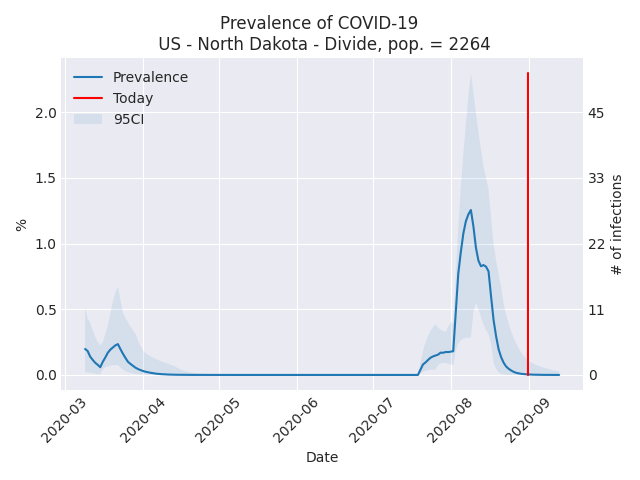 Prevalence of COVID-19
US - North Dakota - Divide, pop. = 2264
Prevalence
Today
95CI
%
2.0
1.5
1.0
0.5
0.0
45
33
22
11
0
# of infections
2020-03
2020-04
2020-05
2020-06
2020-07
2020-08
2020-09
Date